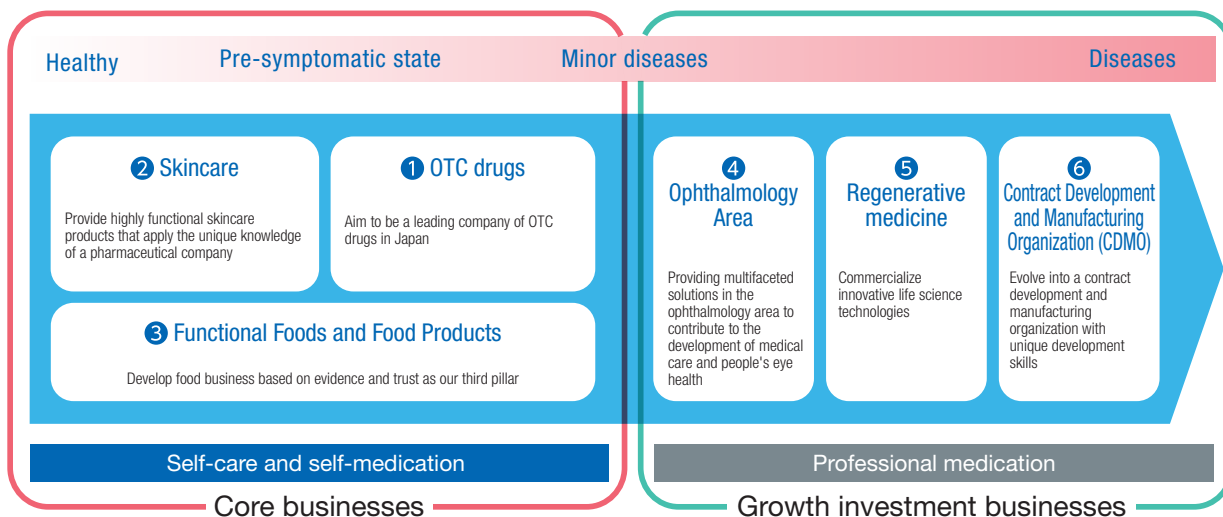 Healthy
Pre-symptomatic state
Minor diseases
Diseases
2 Skincare
Provide highly functional skincare
products that apply the unique knowledge
of a pharmaceutical company
1 OTC drugs
Aim to be a leading company of OTC
drugs in Japan
3 Functional Foods and Food Products
Develop food business based on evidence and trust as our third pillar
4
Ophthalmology
Area
Providing multifaceted
solutions in the
ophthalmology area to
contribute to the
development of medical
care and people's eye
health
5
Regenerative
medicine
Commercialize
innovative life science
technologies
6
Contract Development
and Manufacturing
Organization (CDMO)
Evolve into a contract
development and
manufacturing
organization with
unique development
skills
Self-care and self-medication
Professional medication
Core businesses
Growth investment businesses